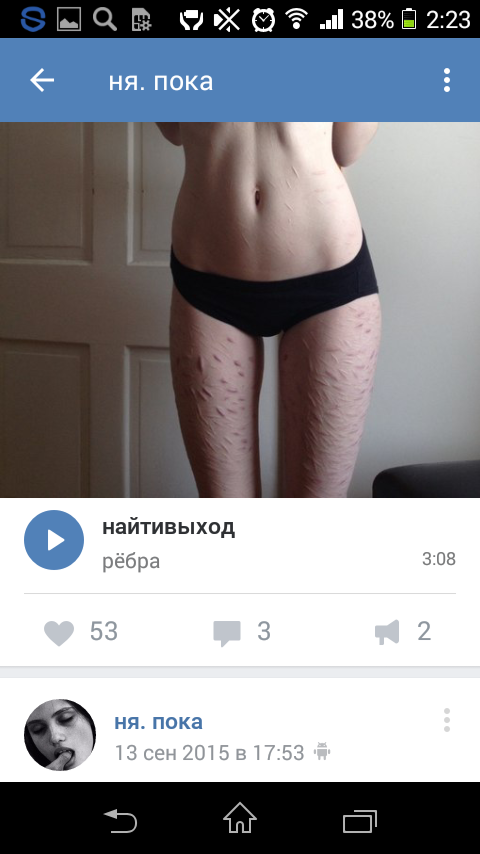 38% 2:23
ня. пока
найтивыход
рёбра
3:08
53 3 2
ня. пока
13 сен 2015 в 17:53